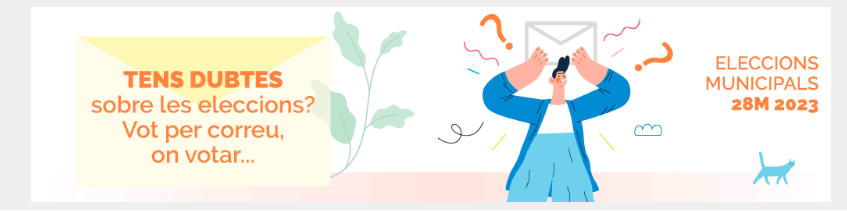 TENS DUBTES
sobre les eleccions?
Vot per correu,
on votar...
ELECCIONS
MUNICIPALS
28M 2023